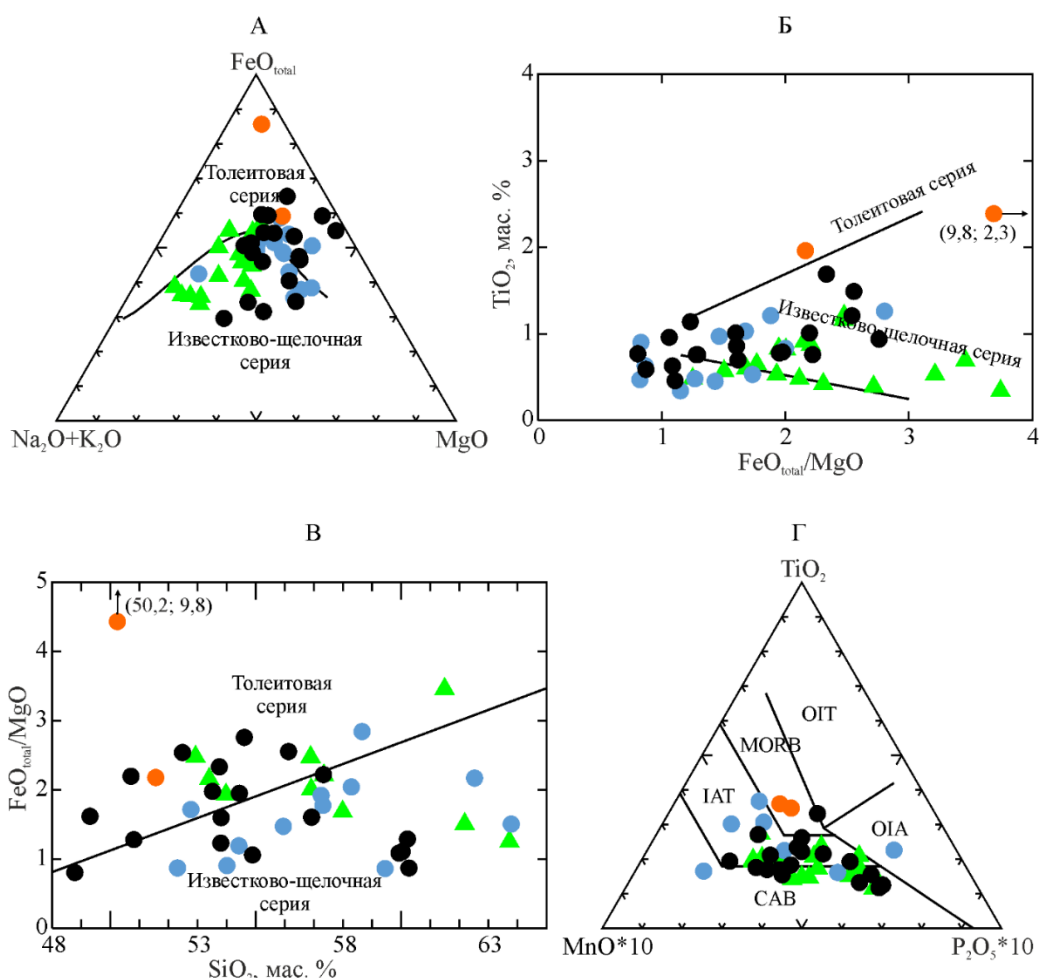 А
FeOtotal
Толеитовая
серия
Известково-щелочная
серия
Na2O+K2O
MgO
Б
4
3
2
1
0
TiO2, мас. %
Толеитовая серия
(9,8; 2,3)
Известково-щелочная серия
0
1
2
3
4
FeOtotal/MgO
В
5
4
3
2
1
0
FeOtotal/MgO
(50,2; 9,8)
Толеитовая
серия
Известково-щелочная
серия
48
53
58
63
SiO2, мас. %
Г
TiO2
OIT
MORB
IAT
OIA
CAB
MnO*10
P2O5*10